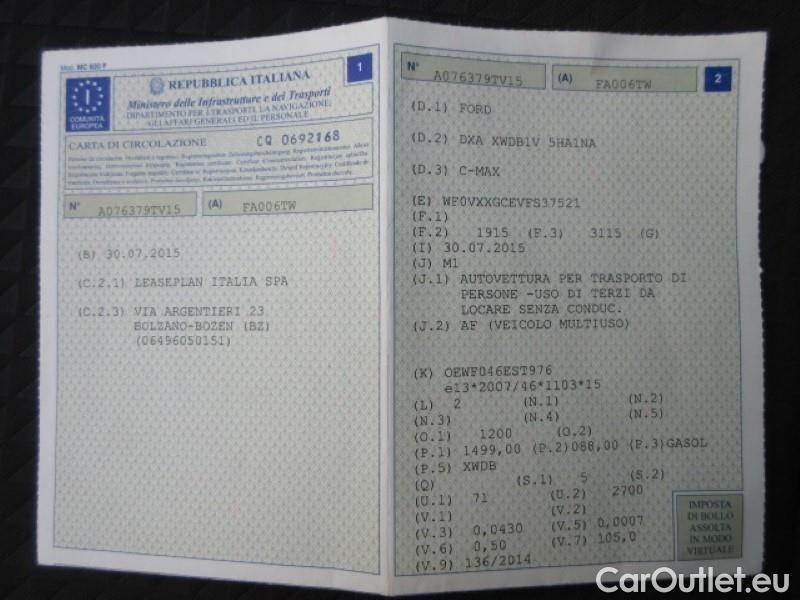 Mod. MC 820 F
1
REPUBBLICA ITALIANA
Ministero delle Infrastrutture e dei Trasporti
DIPARTIMENTO PER I TRASPORTI, LA NAVIGAZIONE,
GLI AFFARI GENERALI ED IL PERSONALE
I
COMUNITÀ
EUROPEA
CARTA DI CIRCOLAZIONE CQ 0692168
N° A076379TV15 (A) FA006TW
(B) 30.07.2015
(C.2.1) LEASEPLAN ITALIA SPA
(C.2.3) VIA ARGENTIERI 23
BOLZANO-BOZEN (BZ)
(06496050151)
N° A076379TV15 (A) FA006TW 2
(D.1) FORD
(D.2) DXA XWDB1V 5HA1NA
(D.3) C-MAX
(E) WF0VXXGCEVFS37521
(F.1)
(F.2) 1915 (F.3) 3115 (G)
(I) 30.07.2015
(J) M1
(J.1) AUTOVETTURA PER TRASPORTO DI
PERSONE -USO DI TERZI DA
LOCARE SENZA CONDUC.
(J.2) AF (VEICOLO MULTIUSO)
(K) OEWF046EST976
e13*2007/46*1103*15
(L) 2 (N.1) (N.2)
(N.3) (N.4) (N.5)
(O.1) 1200 (O.2)
(P.1) 1499,00 (P.2)088,00 (P.3)GASOL
(P.5) XWDB
(Q) (S.1) 5 (S.2)
(U.1) 71 (U.2) 2700
(V.1) (V.2)
(V.3) 0,0430 (V.5) 0,0007
(V.6) 0,50 (V.7) 105,0
(V.9) 136/2014
IMPOSTA
DI BOLLO
ASSOLTA
IN MODO
VIRTUALE
CarOutlet.eu